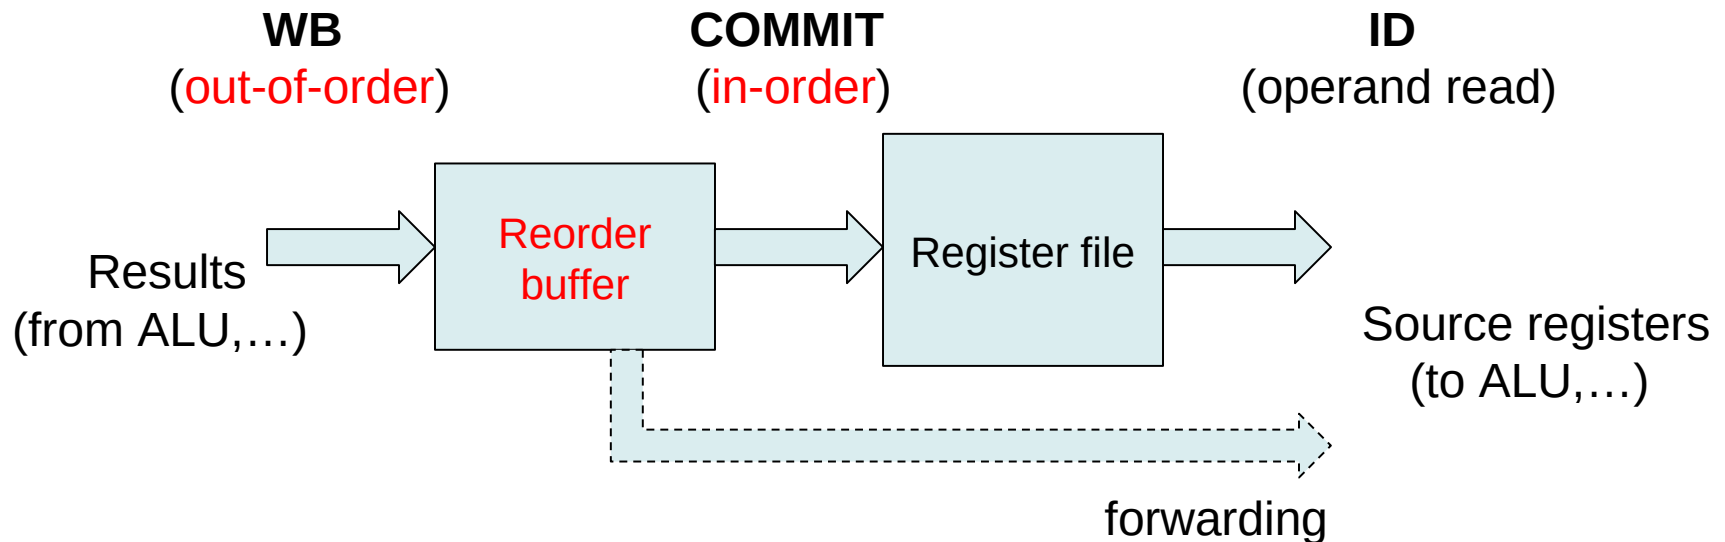 WB
(out-of-order)
COMMIT
(in-order)
ID
(operand read)
Results
(from ALU,…)
Reorder
buffer
Register file
Source registers
(to ALU,…)
forwarding